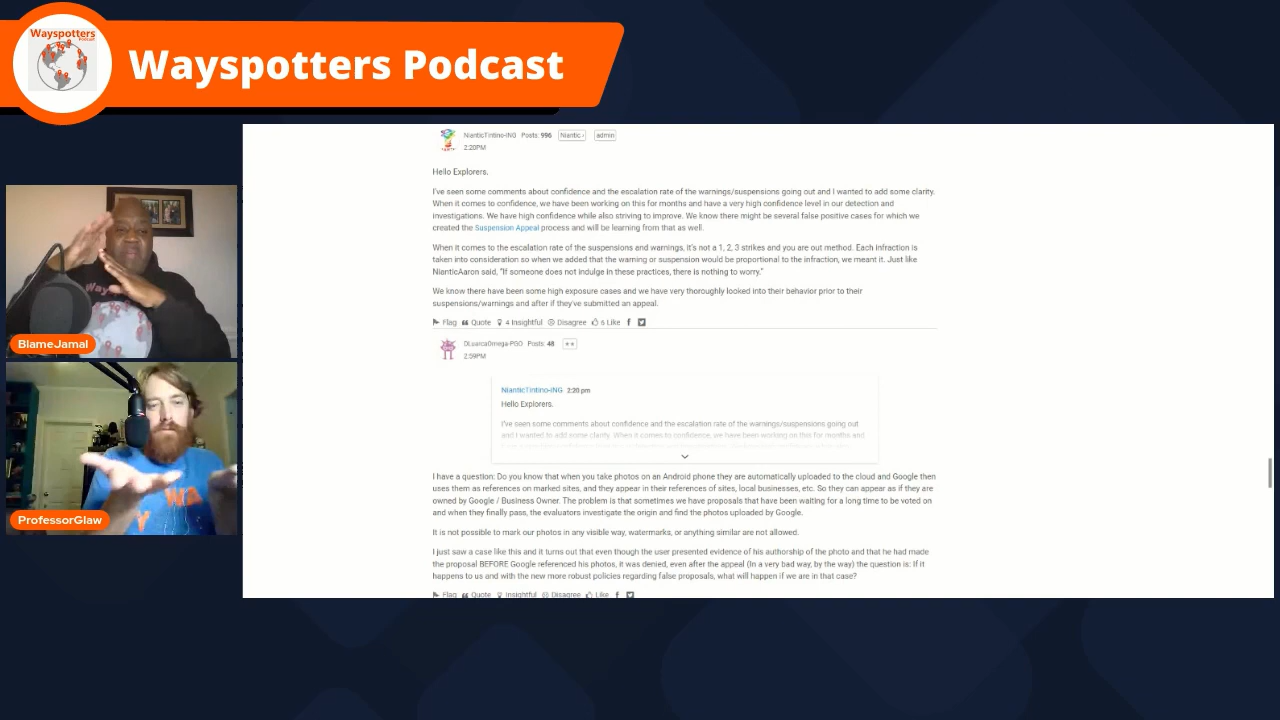 Wayspotters
Podcast
Wayspotters Podcast
NianticTintino-ING Posts: 996 Niantic › admin
2:20PM
Hello Explorers,
I've seen some comments about confidence and the escalation rate of the warnings/suspensions going out and I wanted to add some clarity.
When it comes to confidence, we have been working on this for months and have a very high confidence level in our detection and
investigations. We have high confidence while also striving to improve. We know there might be several false positive cases for which we
created the Suspension Appeal process and will be learning from that as well.
When it comes to the escalation rate of the suspensions and warnings, it's not a 1, 2, 3 strikes and you are out method. Each infraction is
taken into consideration so when we added that the warning or suspension would be proportional to the infraction, we meant it. Just like
NianticAaron said, "If someone does not indulge in these practices, there is nothing to worry."
We know there have been some high exposure cases and we have very thoroughly looked into their behavior prior to their
suspensions/warnings and after if they've submitted an appeal.
Flag Quote 4 Insightful Disagree 6 Like
DLuarcaOmega-PGO Posts: 48 ★★
2:59PM
NianticTintino-ING 2:20 pm
Hello Explorers,
I've seen some comments about confidence and the escalation rate of the warnings/suspensions going out
and I wanted to add some clarity. When it comes to confidence, we have been working on this for months and
I have a question: Do you know that when you take photos on an Android phone they are automatically uploaded to the cloud and Google then
uses them as references on marked sites, and they appear in their references of sites, local businesses, etc. So they can appear as if they are
owned by Google / Business Owner. The problem is that sometimes we have proposals that have been waiting for a long time to be voted on
and when they finally pass, the evaluators investigate the origin and find the photos uploaded by Google.
It is not possible to mark our photos in any visible way, watermarks, or anything similar are not allowed.
I just saw a case like this and it turns out that even though the user presented evidence of his authorship of the photo and that he had made
the proposal BEFORE Google referenced his photos, it was denied, even after the appeal (In a very bad way, by the way) the question is: If it
happens to us and with the new more robust policies regarding false proposals, what will happen if we are in that case?
Flag Quote Insightful Disagree Like
BlameJamal
ProfessorGlaw